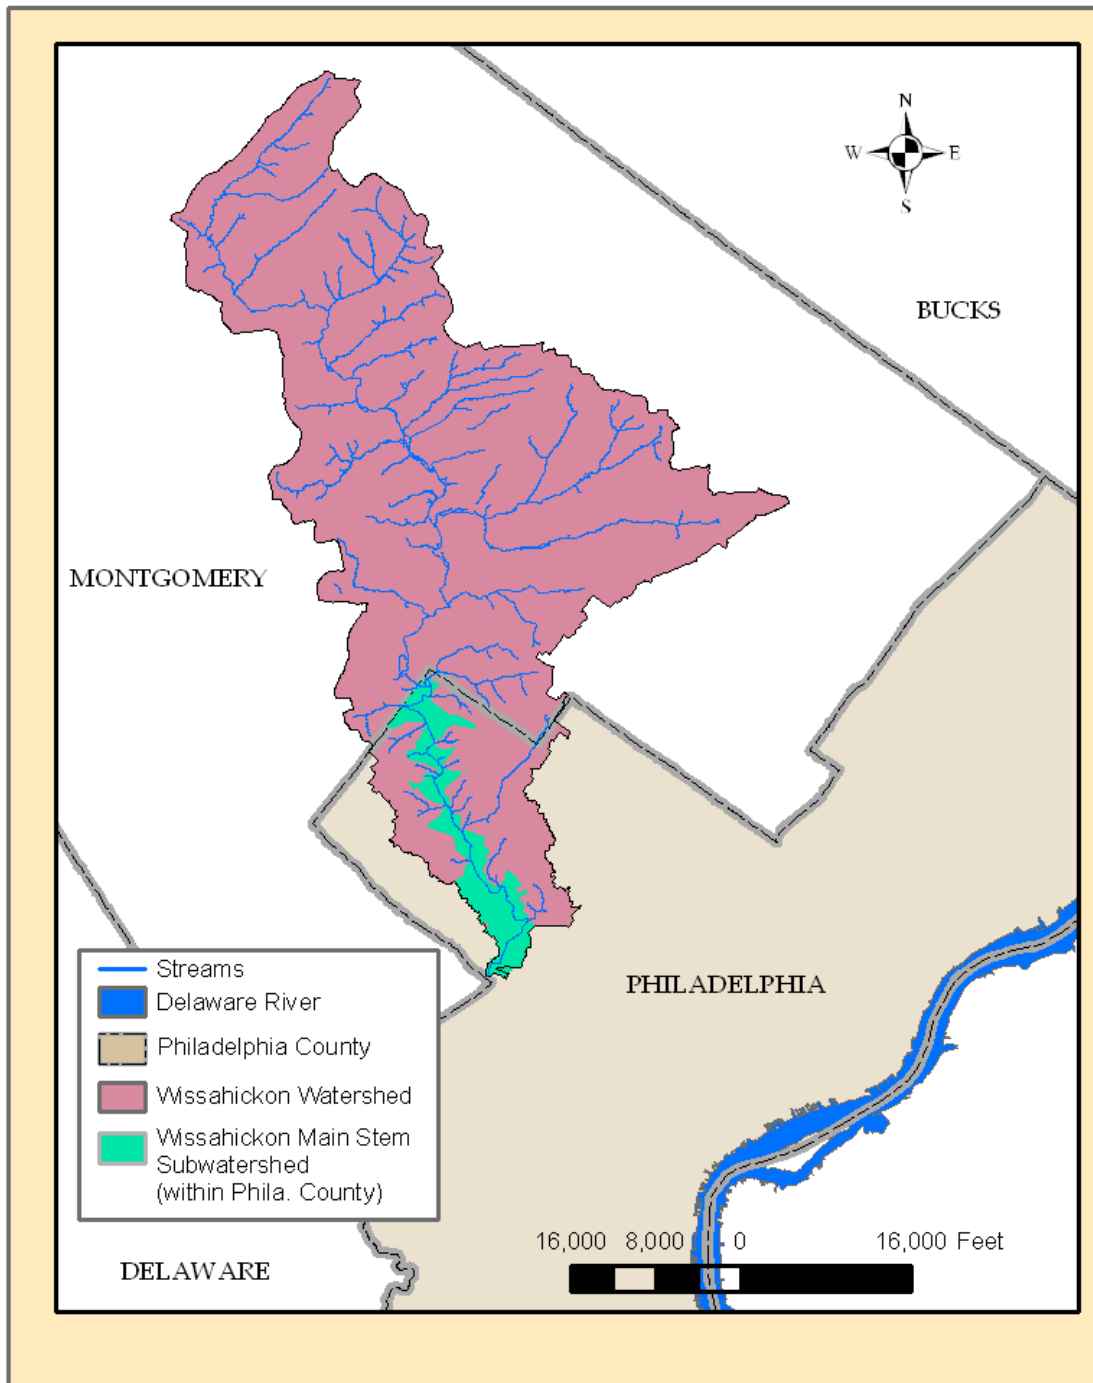 N
W E
S
BUCKS
MONTGOMERY
PHILADELPHIA
Streams
Delaware River
Philadelphia County
Wissahickon Watershed
Wissahickon Main Stem
Subwatershed
(within Phila. County)
16,000 8,000 0 16,000 Feet
DELAWARE